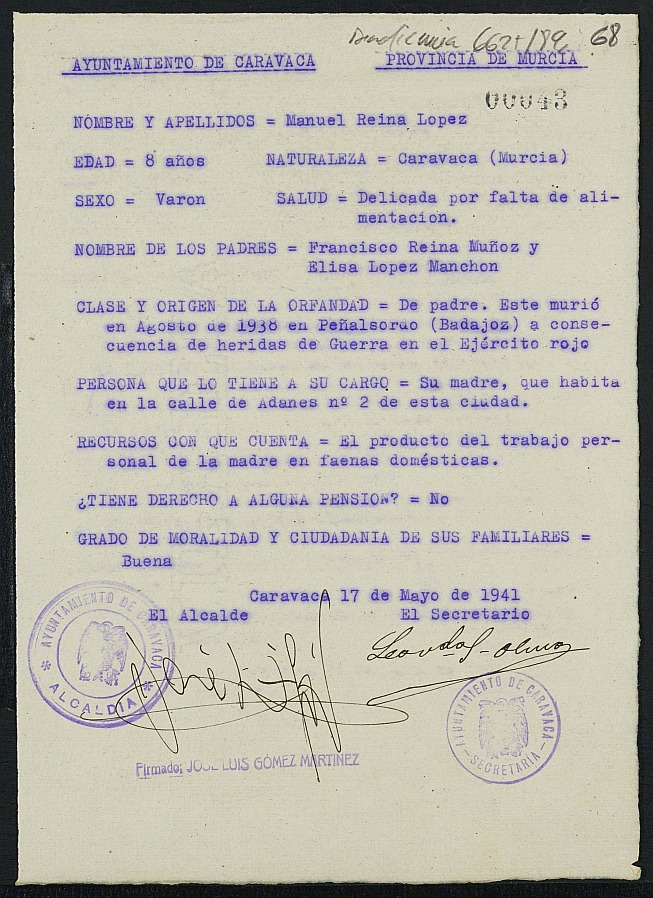 Beneficencia 6621/189 68
AYUNTAMIENTO DE CARAVACA PROVINCIA DE MURCIA
00043
NOMBRE Y APELLIDOS = Manuel Reina Lopez
EDAD = 8 años NATURALEZA = Caravaca (Murcia)
SEXO = Varon SALUD = Delicada por falta de ali-
mentacion.
NOMBRE DE LOS PADRES = Francisco Reina Muñoz y
Elisa Lopez Manchon
CLASE Y ORIGEN DE LA ORFANDAD = De padre. Este murió
en Agosto de 1938 en Peñalsordo (Badajoz) a conse-
cuencia de heridas de Guerra en el Ejército rojo
PERSONA QUE LO TIENE A SU CARGO = Su madre, que habita
en la calle de Adanes nº 2 de esta ciudad.
RECURSOS CON QUE CUENTA = El producto del trabajo per-
sonal de la madre en faenas domésticas.
¿TIENE DERECHO A ALGUNA PENSION? = No
GRADO DE MORALIDAD Y CIUDADANIA DE SUS FAMILIARES =
Buena
Caravaca 17 de Mayo de 1941
El Alcalde El Secretario
AYUNTAMIENTO DE CARAVACA
* ALCALDIA *
AYUNTAMIENTO DE CARAVACA
- SECRETARIA -
Firmado: JOSE LUIS GÓMEZ MARTINEZ